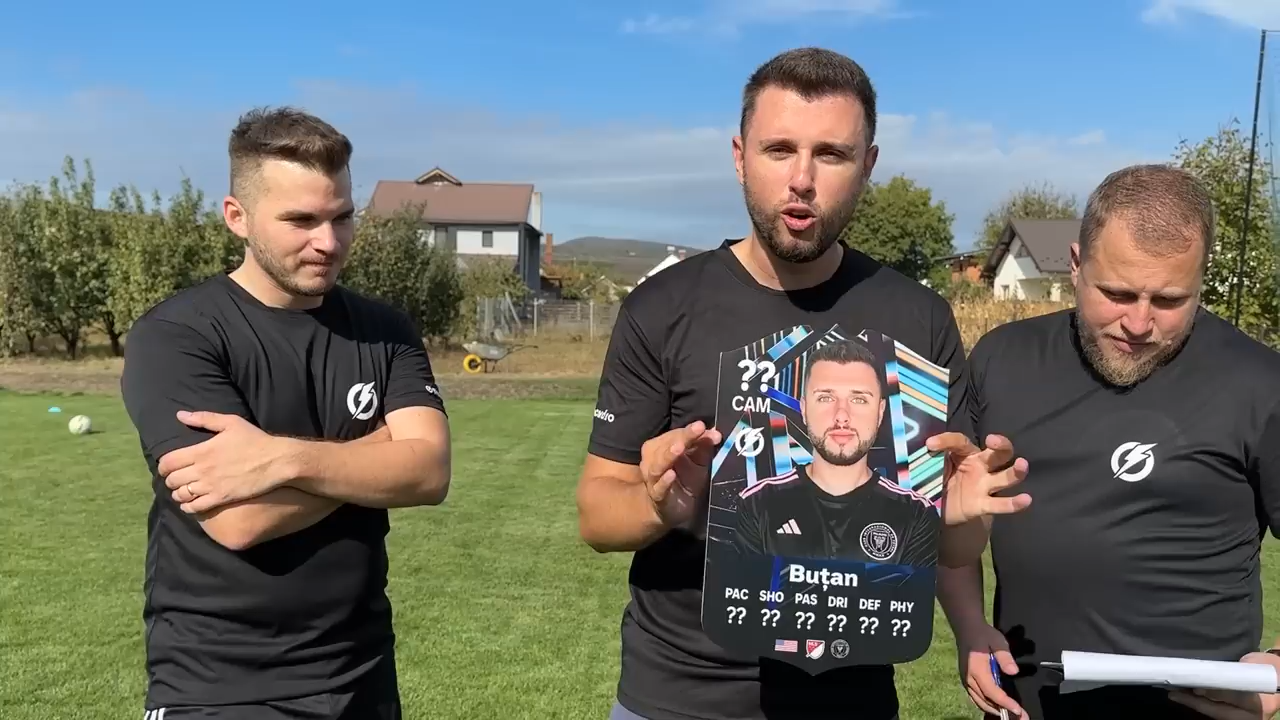 ??
CAM
Buțan
PAC SHO PAS DRI DEF PHY
?? ?? ?? ?? ?? ??